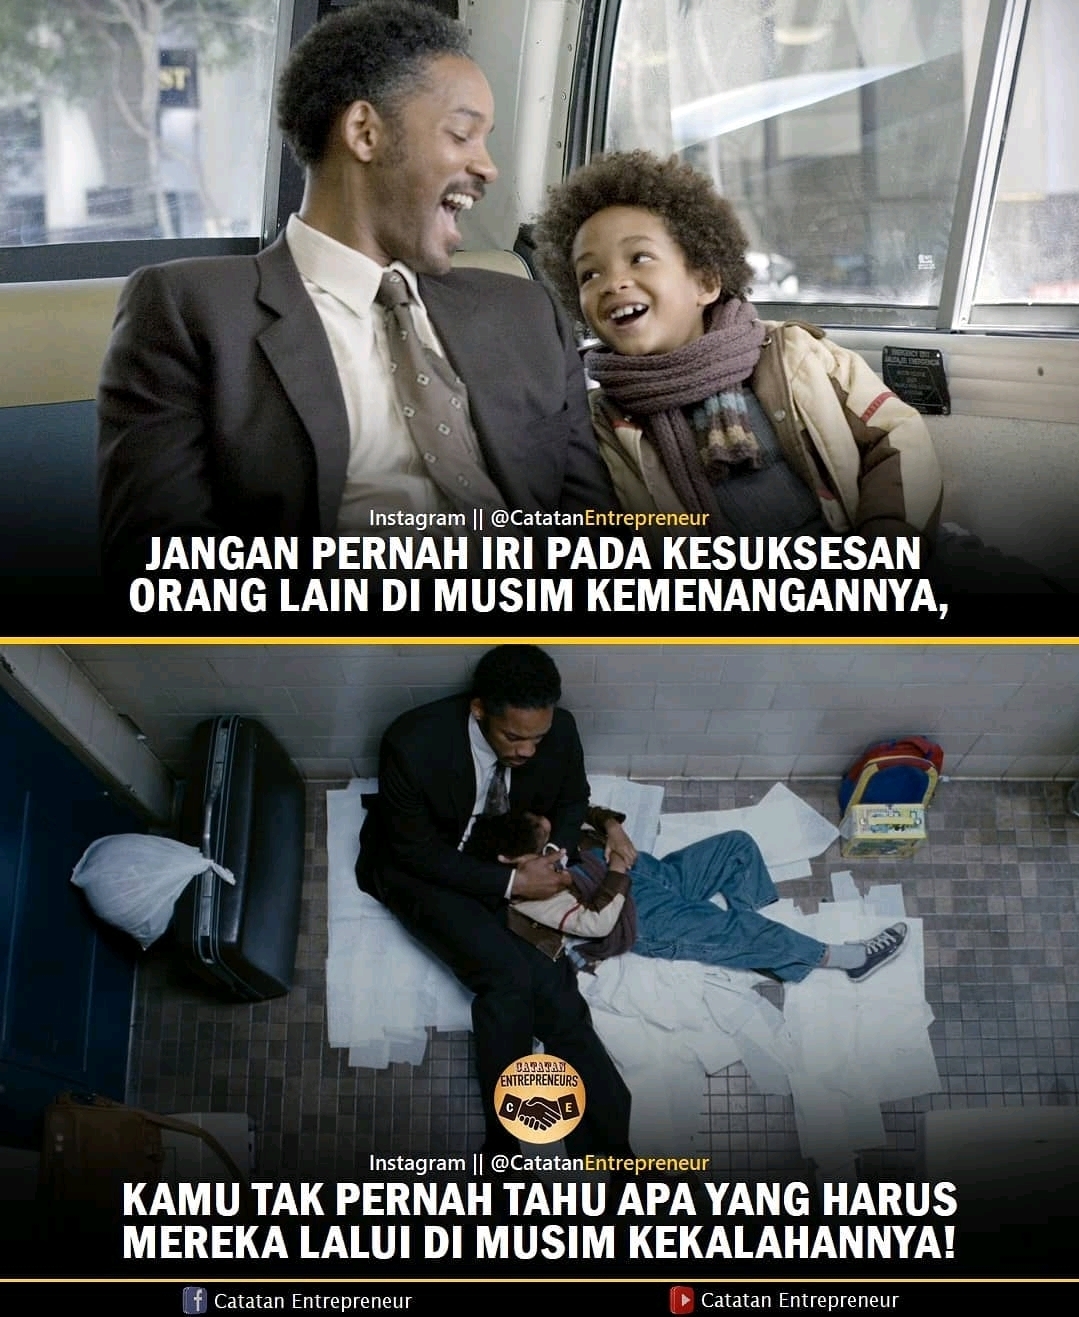 ST
Instagram || @CatatanEntrepreneur
JANGAN PERNAH IRI PADA KESUKSESAN
ORANG LAIN DI MUSIM KEMENANGANNYA,
CATATAN
ENTREPRENEURS
C E
Instagram || @CatatanEntrepreneur
KAMU TAK PERNAH TAHU APA YANG HARUS
MEREKA LALUI DI MUSIM KEKALAHANNYA!
Catatan Entrepreneur
Catatan Entrepreneur